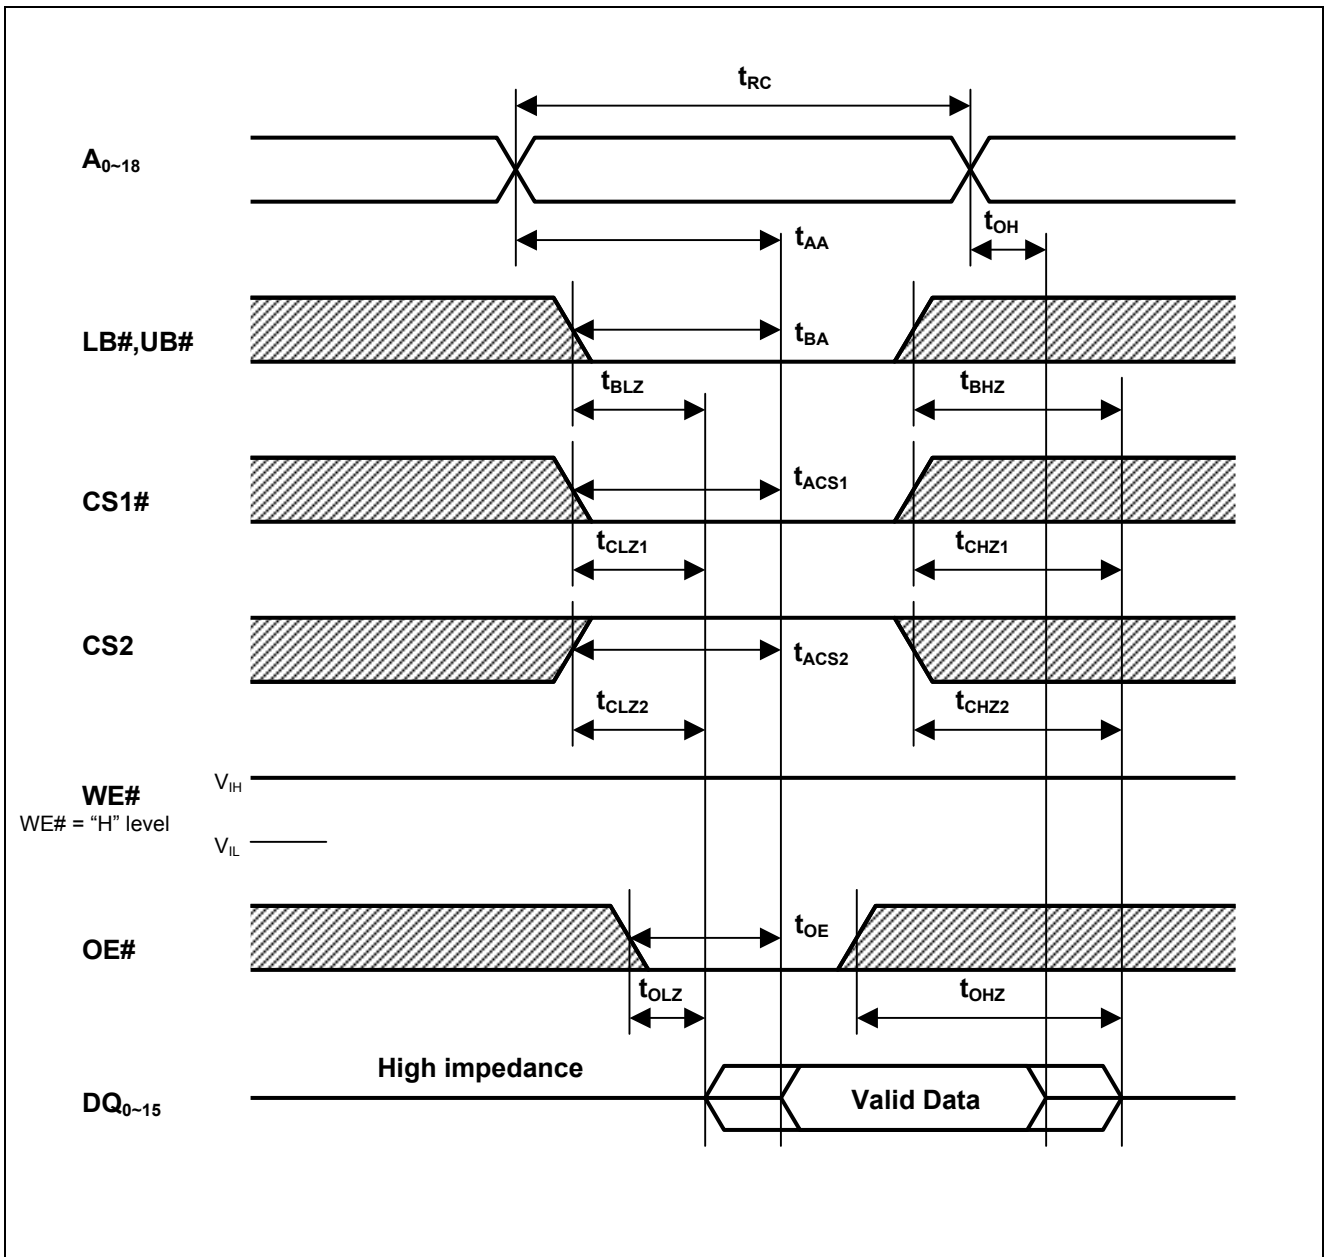 tRC
A0~18
tOH
tAA
LB#,UB#
tBA
tBLZ
tBHZ
tACS1
CS1#
tCLZ1
tCHZ1
CS2
tACS2
tCLZ2
tCHZ2
VIH
WE#
WE# = “H” level
VIL
tOE
OE#
tOLZ
tOHZ
High impedance
DQ0~15
Valid Data